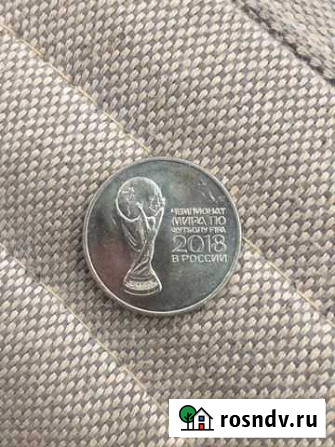 ЧЕМПИОНАТ
МИРА ПО
ФУТБОЛУ FIFA
2018
В РОССИИ
rosndv.ru